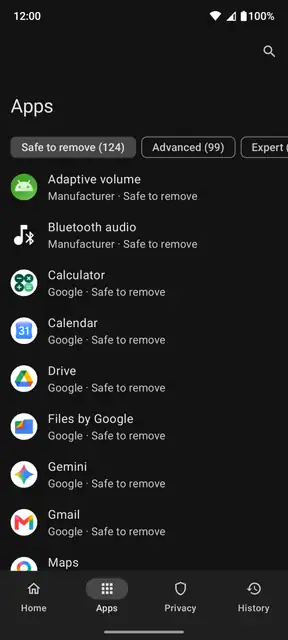 12:00
100%
Apps
Safe to remove (124)
Advanced (99)
Expert (
Adaptive volume
Manufacturer · Safe to remove
Bluetooth audio
Manufacturer · Safe to remove
Calculator
Google · Safe to remove
31
Calendar
Google · Safe to remove
Drive
Google · Safe to remove
Files by Google
Google · Safe to remove
Gemini
Google · Safe to remove
Gmail
Google · Safe to remove
Maps
Home
Apps
Privacy
History